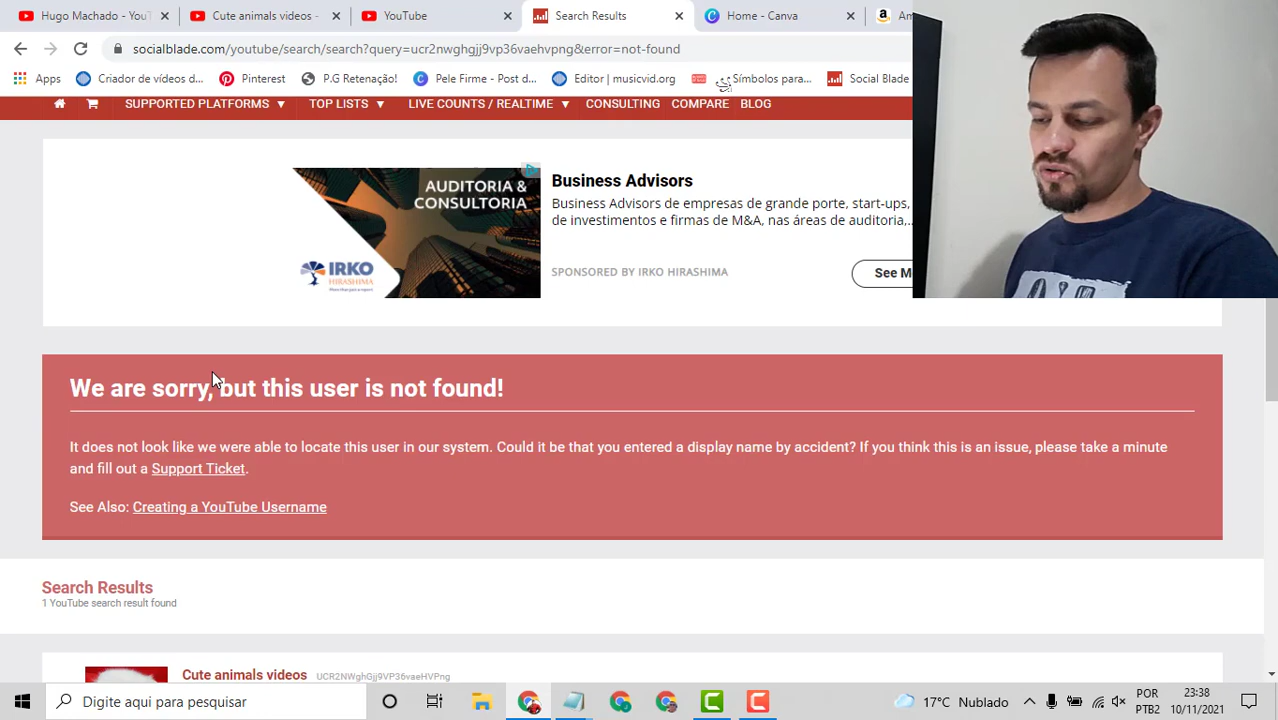 Hugo Machado - YouT
Cute animals videos -
YouTube
Search Results
Home - Canva
socialblade.com/youtube/search/search?query=ucr2nwghgjj9vp36vaehvpng&error=not-found
Apps
Criador de vídeos d...
Pinterest
P.G Retenação!
Pele Firme - Post d...
Editor | musicvid.org
Símbolos para...
Social Blade
SUPPORTED PLATFORMS
TOP LISTS
LIVE COUNTS / REALTIME
CONSULTING
COMPARE
BLOG
AUDITORIA &
CONSULTORIA
IRKO
HIRASHIMA
Business Advisors
Business Advisors de empresas de grande porte, start-ups,
de investimentos e firmas de M&A, nas áreas de auditoria,...
SPONSORED BY IRKO HIRASHIMA
See M
We are sorry, but this user is not found!
It does not look like we were able to locate this user in our system. Could it be that you entered a display name by accident? If you think this is an issue, please take a minute
and fill out a Support Ticket.
See Also: Creating a YouTube Username
Search Results
1 YouTube search result found
Cute animals videos UCR2NWghGjj9VP36vaeHVPng
Digite aqui para pesquisar
17°C Nublado
POR
PTB2
23:38
10/11/2021